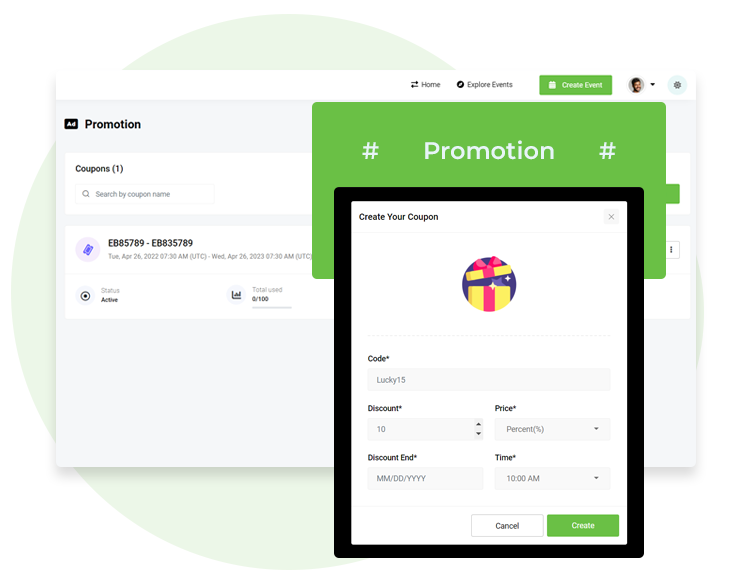 Home
Explore Events
Create Event
Ad
Promotion
# Promotion #
Coupons (1)
Search by coupon name
EB85789 - EB835789
Tue, Apr 26, 2022 07:30 AM (UTC) - Wed, Apr 26, 2023 07:30 AM (UTC)
Status
Active
Total used
0/100
Create Your Coupon
Code*
Lucky15
Discount*
Price*
10
Percent(%)
Discount End*
Time*
MM/DD/YYYY
10:00 AM
Cancel
Create